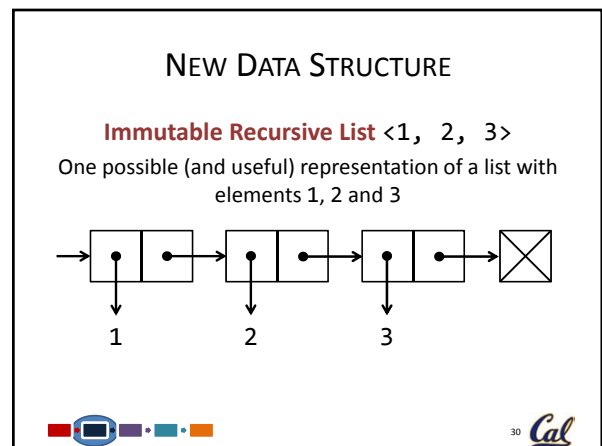 NEW DATA STRUCTURE
Immutable Recursive List <1, 2, 3>
One possible (and useful) representation of a list with
elements 1, 2 and 3
1 2 3
30 Cal